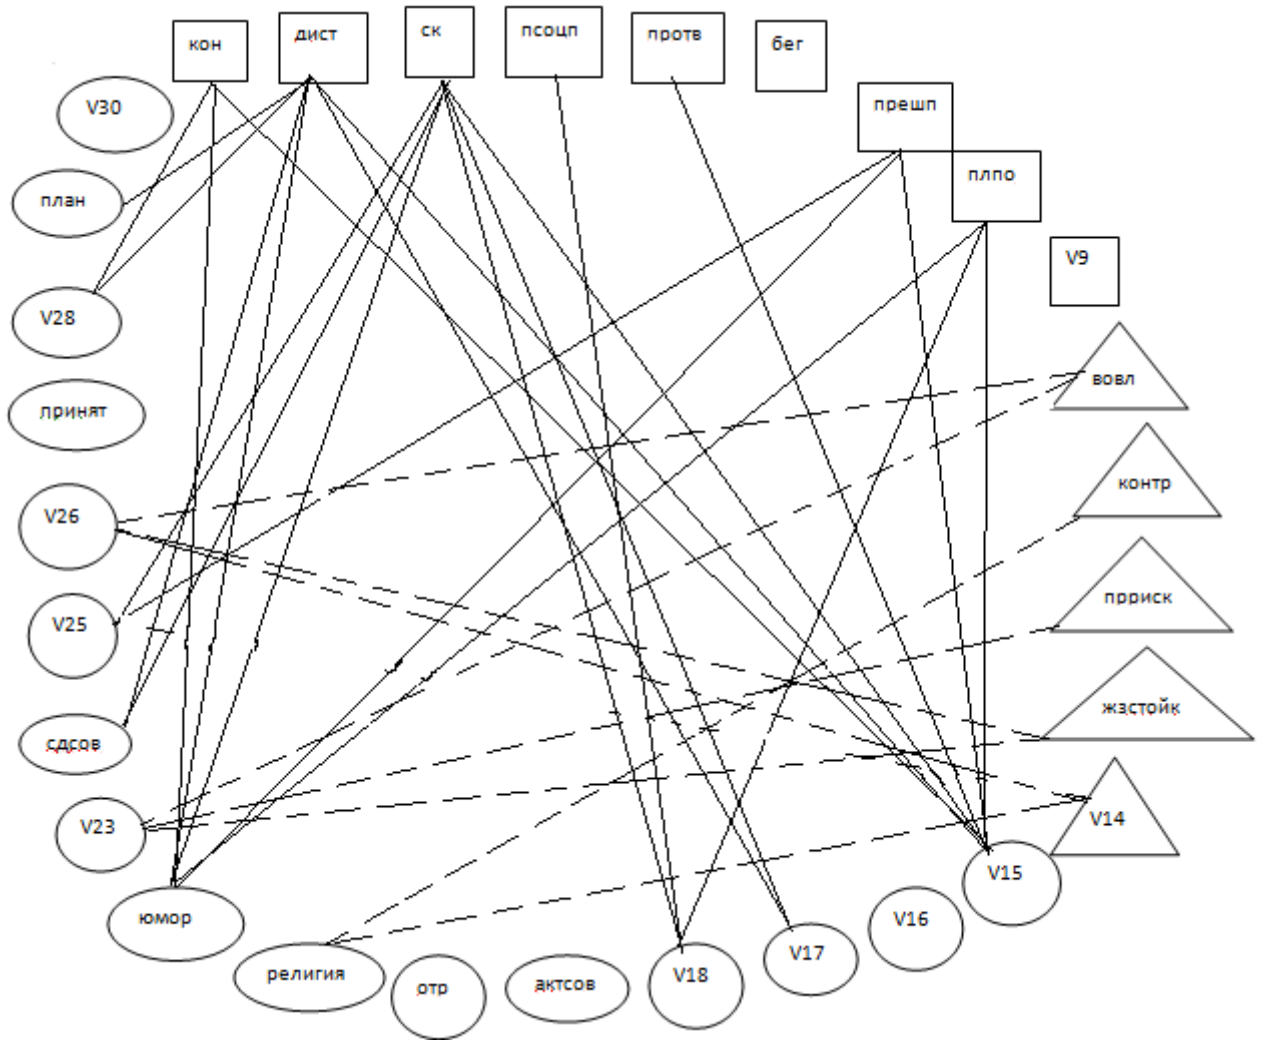 кон
дист
ск
псоцп
протв
бег
прешп
плпо
V9
вовл
контр
прриск
жзстойк
V14
V15
V16
V17
V18
актсов
отр
религия
юмор
V23
сдсов
V25
V26
принят
V28
план
V30